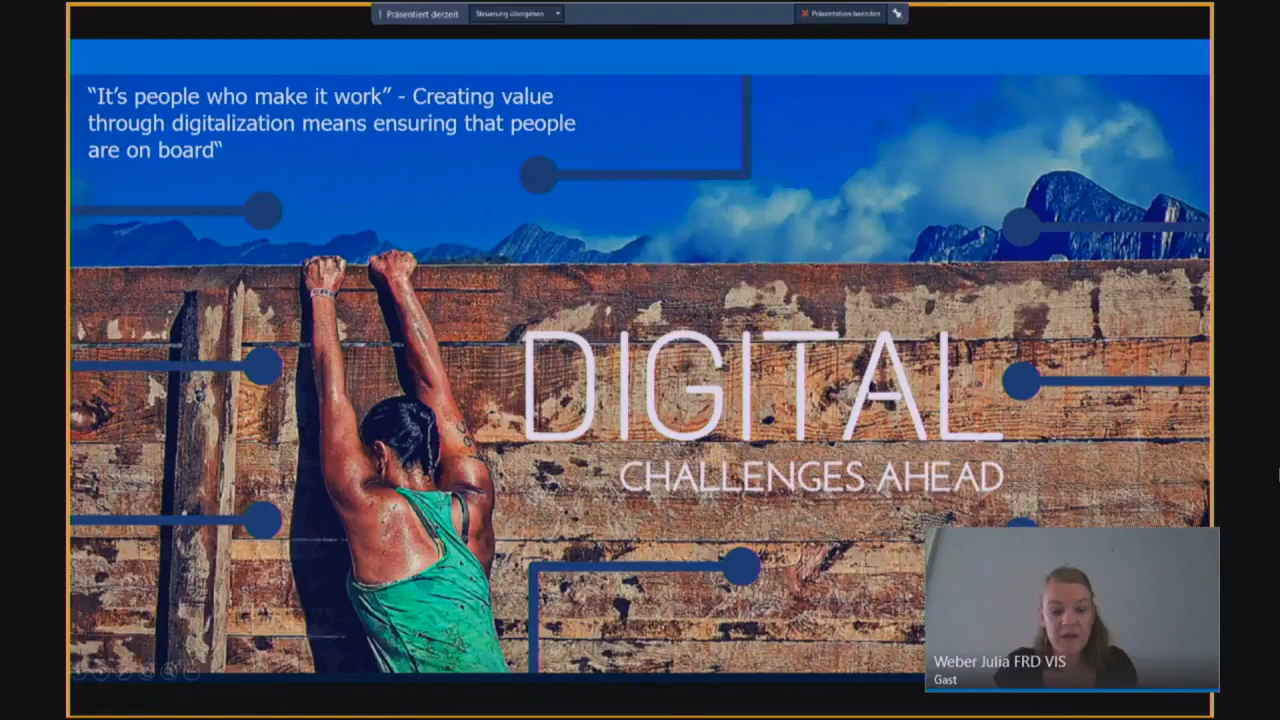 Präsentiert derzeit
Steuerung übergeben
Präsentation beenden
“It’s people who make it work” - Creating value
through digitalization means ensuring that people
are on board“
DIGITAL
CHALLENGES AHEAD
Weber Julia FRD VIS
Gast